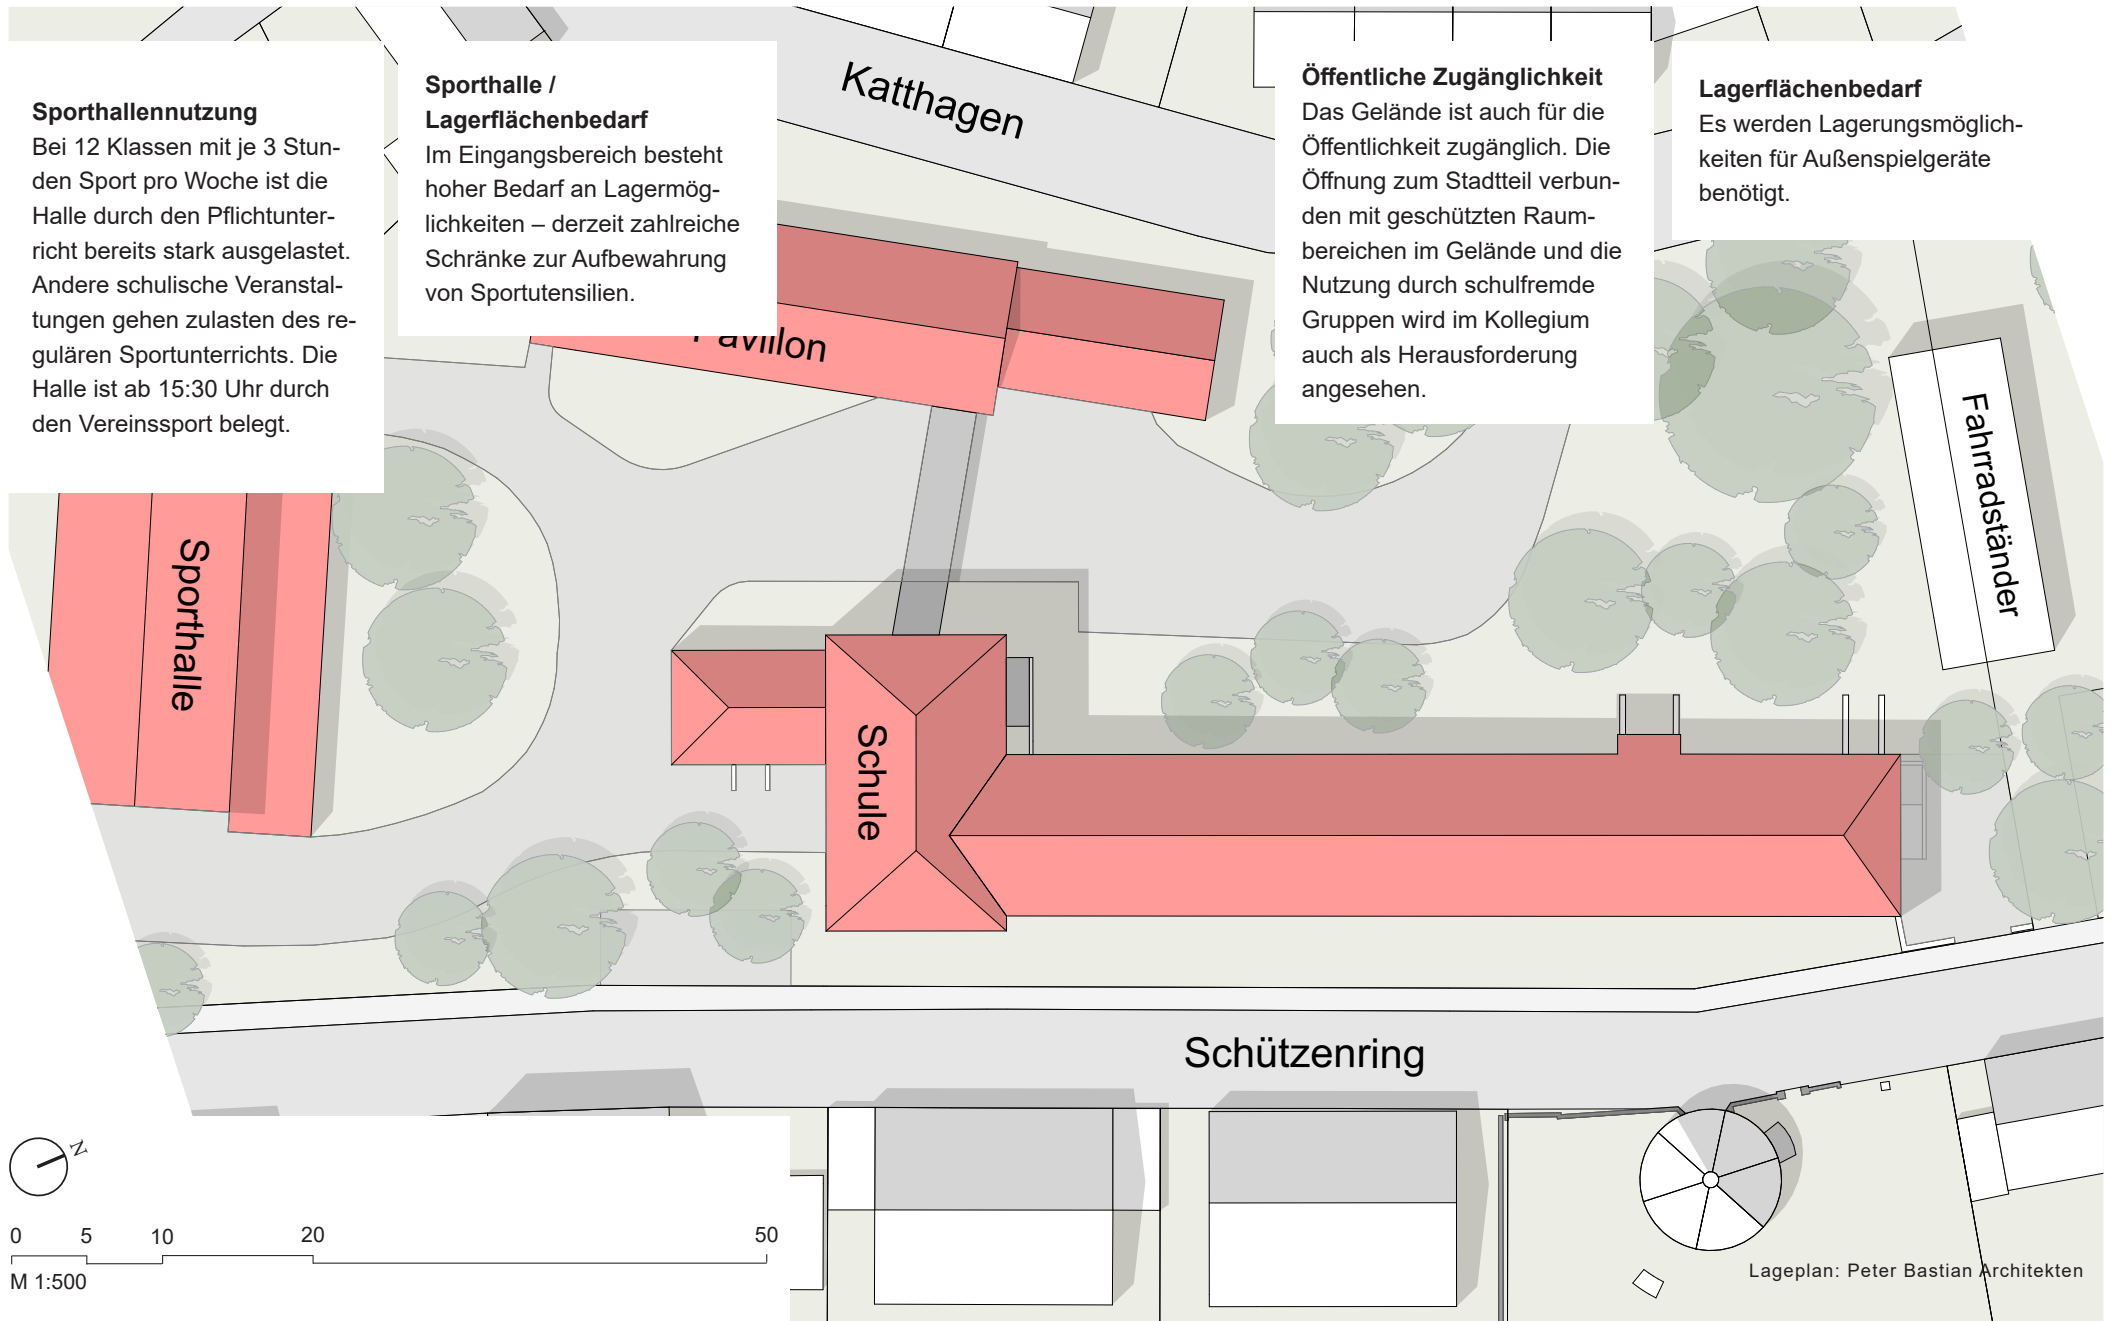 Sporthallennutzung
Bei 12 Klassen mit je 3 Stun-
den Sport pro Woche ist die
Halle durch den Pflichtunter-
richt bereits stark ausgelastet.
Andere schulische Veranstal-
tungen gehen zulasten des re-
gulären Sportunterrichts. Die
Halle ist ab 15:30 Uhr durch
den Vereinssport belegt.
Sporthalle /
Lagerflächenbedarf
Im Eingangsbereich besteht
hoher Bedarf an Lagermög-
lichkeiten – derzeit zahlreiche
Schränke zur Aufbewahrung
von Sportutensilien.
Katthagen
Öffentliche Zugänglichkeit
Das Gelände ist auch für die
Öffentlichkeit zugänglich. Die
Öffnung zum Stadtteil verbun-
den mit geschützten Raum-
bereichen im Gelände und die
Nutzung durch schulfremde
Gruppen wird im Kollegium
auch als Herausforderung
angesehen.
Lagerflächenbedarf
Es werden Lagerungsmöglich-
keiten für Außenspielgeräte
benötigt.
Pavillon
Fahrradständer
Sporthalle
Schule
Schützenring
N
0 5 10 20 50
M 1:500
Lageplan: Peter Bastian Architekten